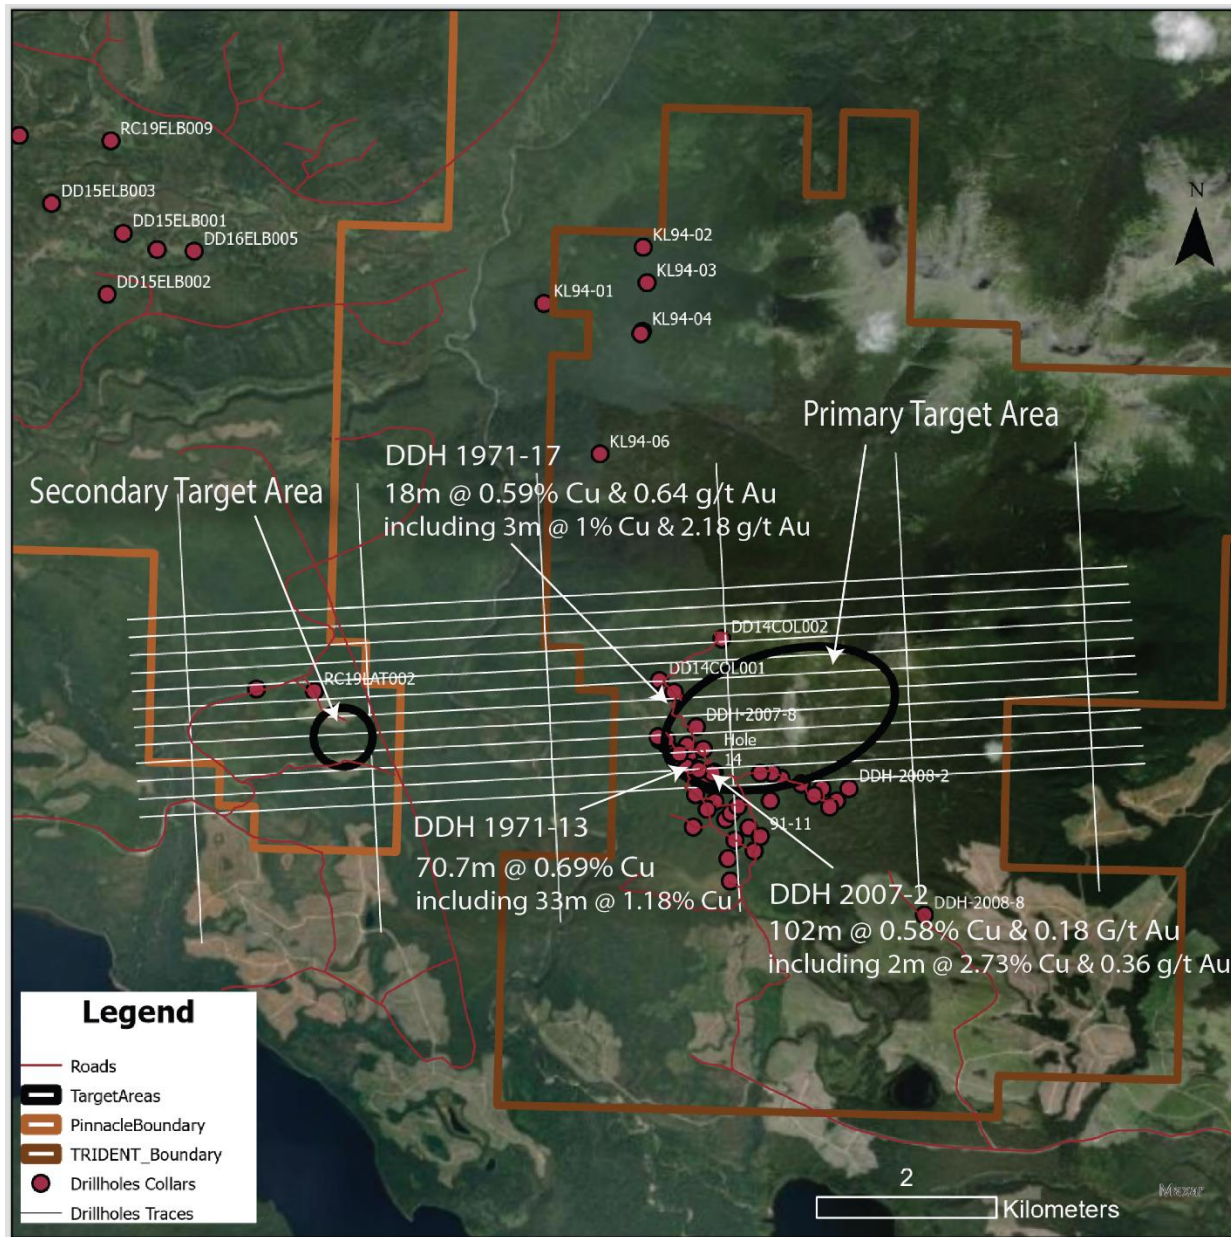 RC19ELB009
DD15ELB003
DD15ELB001
DD16ELB005
DD15ELB002
N
KL94-02
KL94-03
KL94-01
KL94-04
KL94-06
Primary Target Area
DDH 1971-17
18m @ 0.59% Cu & 0.64 g/t Au
including 3m @ 1% Cu & 2.18 g/t Au
Secondary Target Area
DD14COL002
DD14COL001
RC19LAT002
DDH-2007-8
Hole
14
DDH-2008-2
91-11
DDH 1971-13
70.7m @ 0.69% Cu
including 33m @ 1.18% Cu
DDH 2007-2
DDH-2008-8
102m @ 0.58% Cu & 0.18 G/t Au
including 2m @ 2.73% Cu & 0.36 g/t Au
Legend
Roads
TargetAreas
PinnacleBoundary
TRIDENT_Boundary
Drillholes Collars
Drillholes Traces
2
Kilometers
Maxar